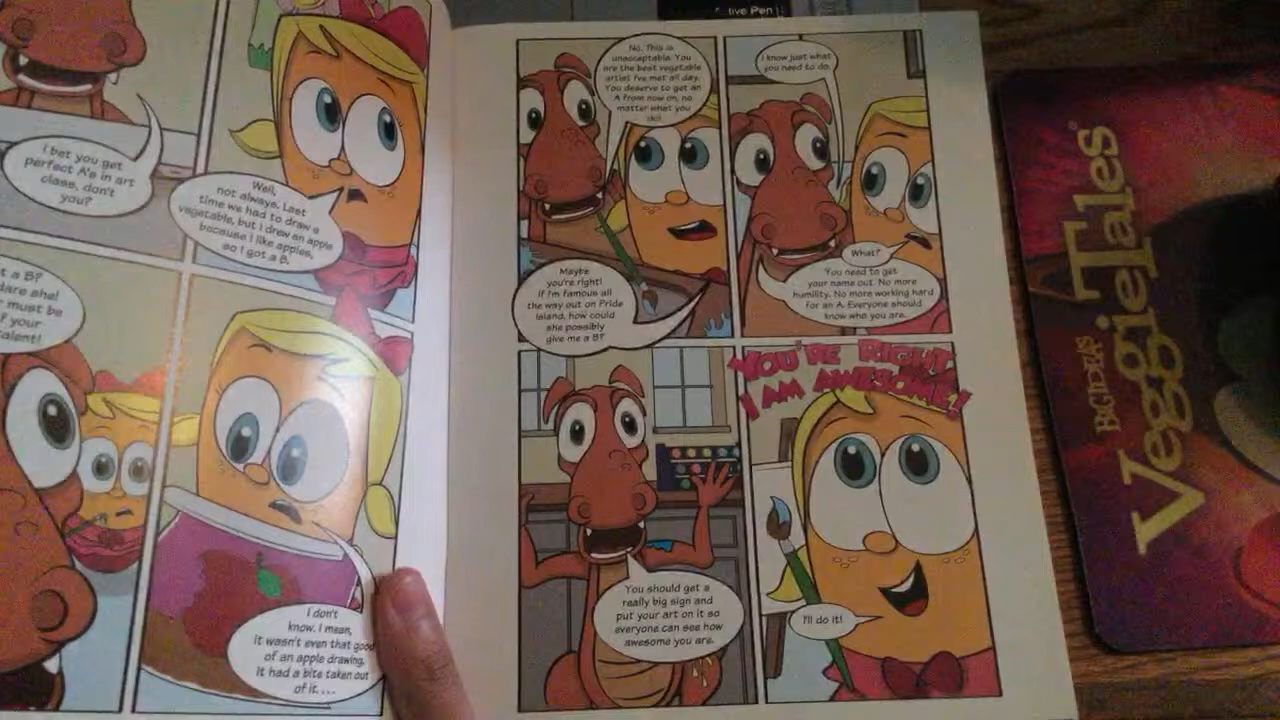 tive Pen
I bet you get
perfect A's in art
class, don't
you?
Well,
not always. Last
time we had to draw a
vegetable, but I drew an apple
because I like apples,
so I got a B.
t a B?
dare she!
must be
f your
talent!
I don't
know. I mean,
it wasn't even that good
of an apple drawing.
It had a bite taken out
of it....
No. This is
unacceptable. You
are the best vegetable
artist I've met all day.
You deserve to get an
A from now on, no
matter what you
do!
Maybe
you're right!
If I'm famous all
the way out on Pride
Island, how could
she possibly
give me a B?
I know just what
you need to do.
What?
You need to get
your name out. No more
humility. No more working hard
for an A. Everyone should
know who you are.
You should get a
really big sign and
put your art on it so
everyone can see how
awesome you are.
YOU'RE RIGHT
I AM AWESOME!
I'll do it!
BIG IDEA'S
VeggieTales®